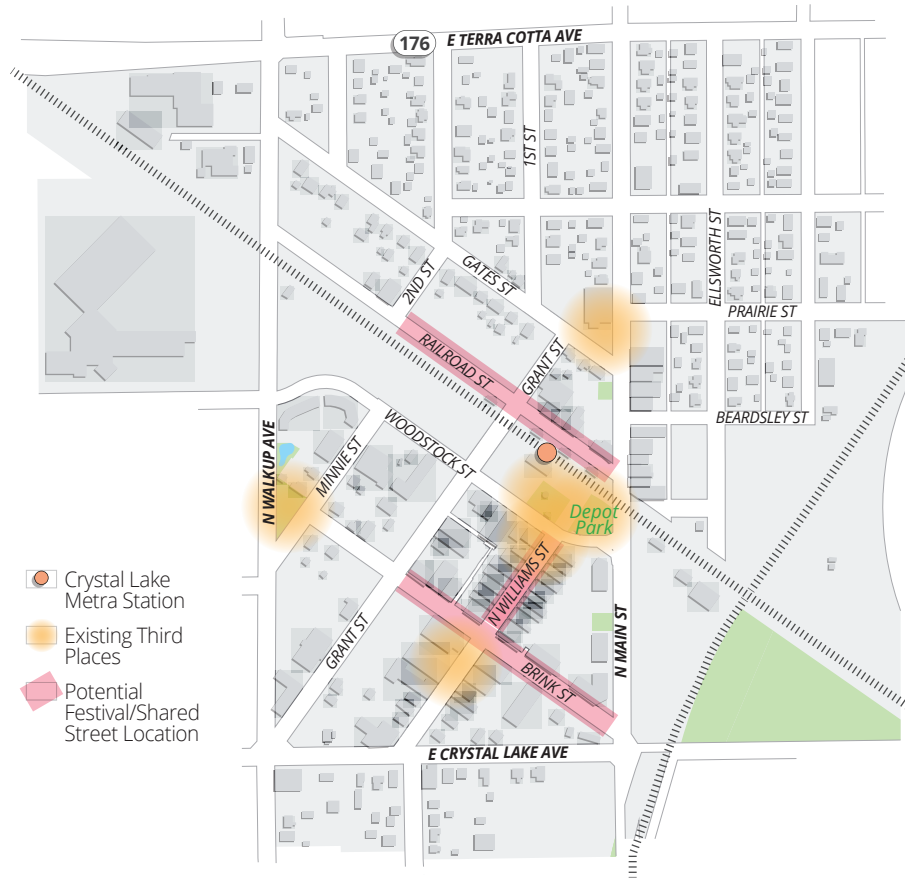 176
E TERRA COTTA AVE
1ST ST
ELLSWORTH ST
GATES ST
2ND ST
PRAIRIE ST
RAILROAD ST
GRANT ST
BEARDSLEY ST
WOODSTOCK ST
N WALKUP AVE
MINNIE ST
Depot
Park
N WILLIAMS ST
Crystal Lake
Metra Station
Existing Third
Places
Potential
Festival/Shared
Street Location
GRANT ST
N MAIN ST
BRINK ST
E CRYSTAL LAKE AVE